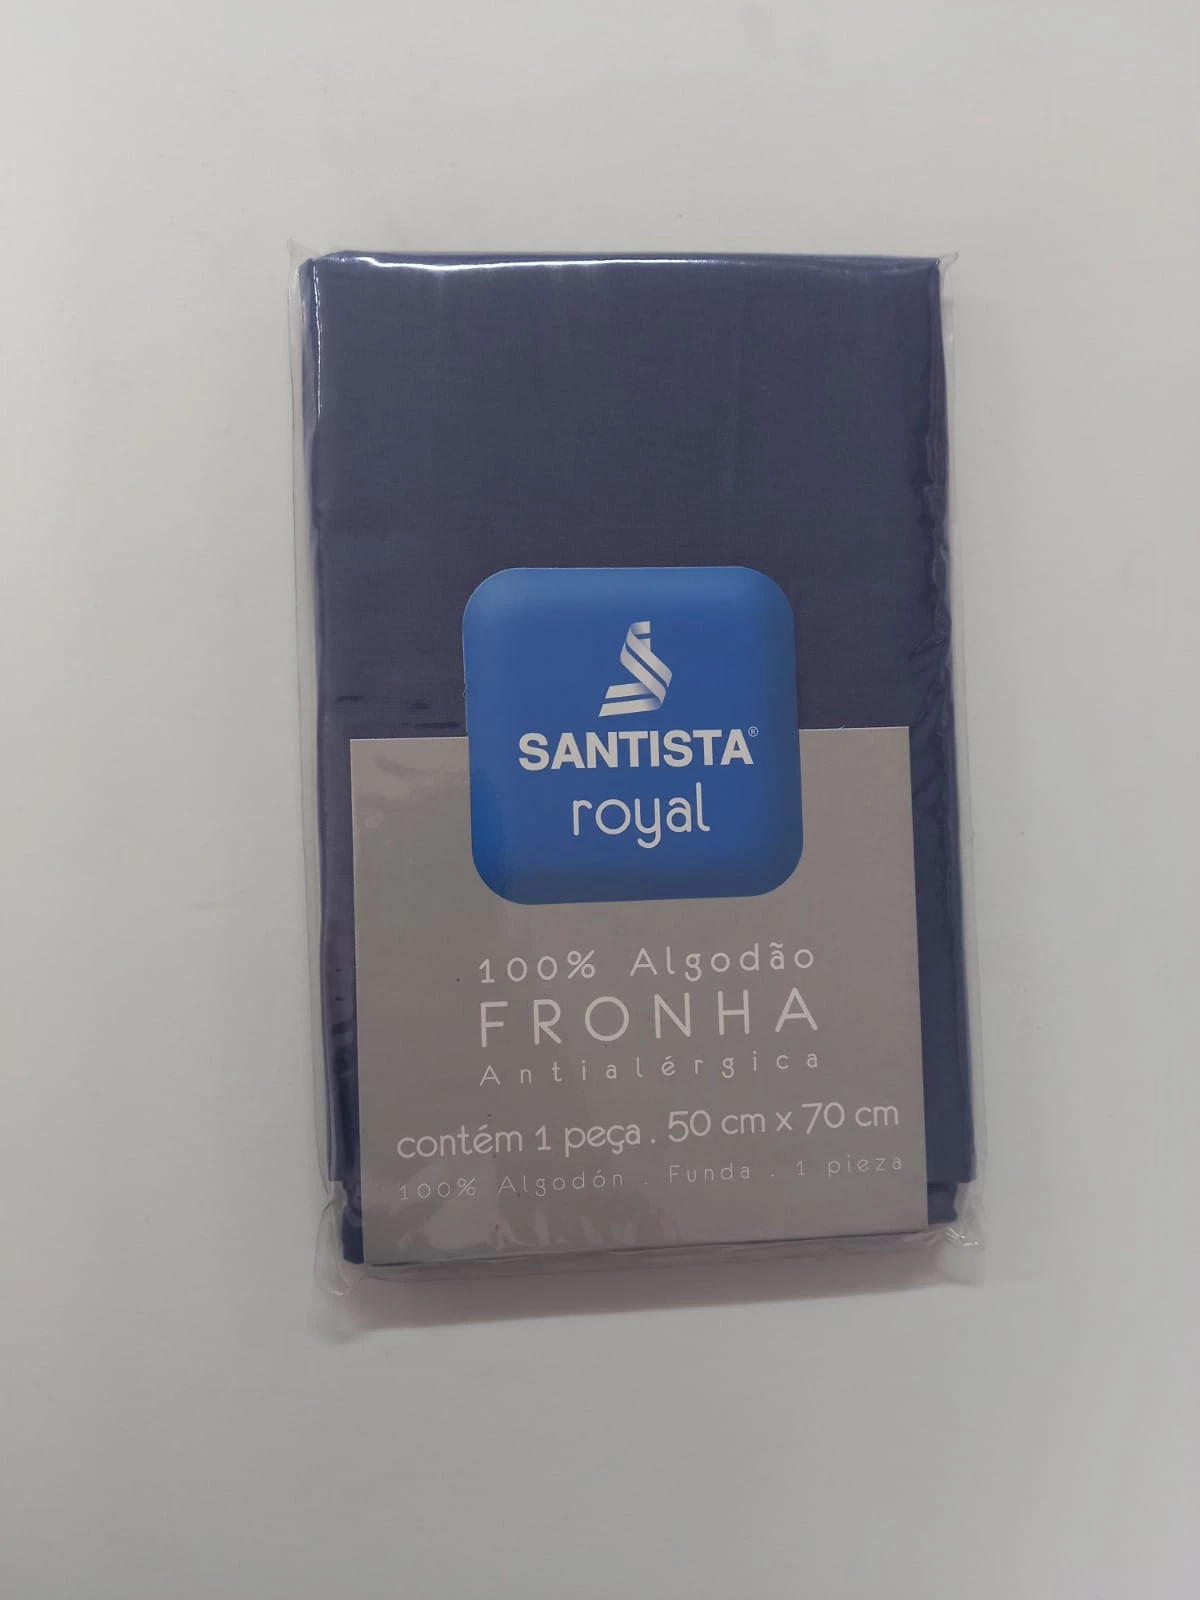 SANTISTA®
royal
100% Algodão
FRONHA
Antialérgica
contém 1 peça . 50 cm x 70 cm
100% Algodón . Funda . 1 pieza